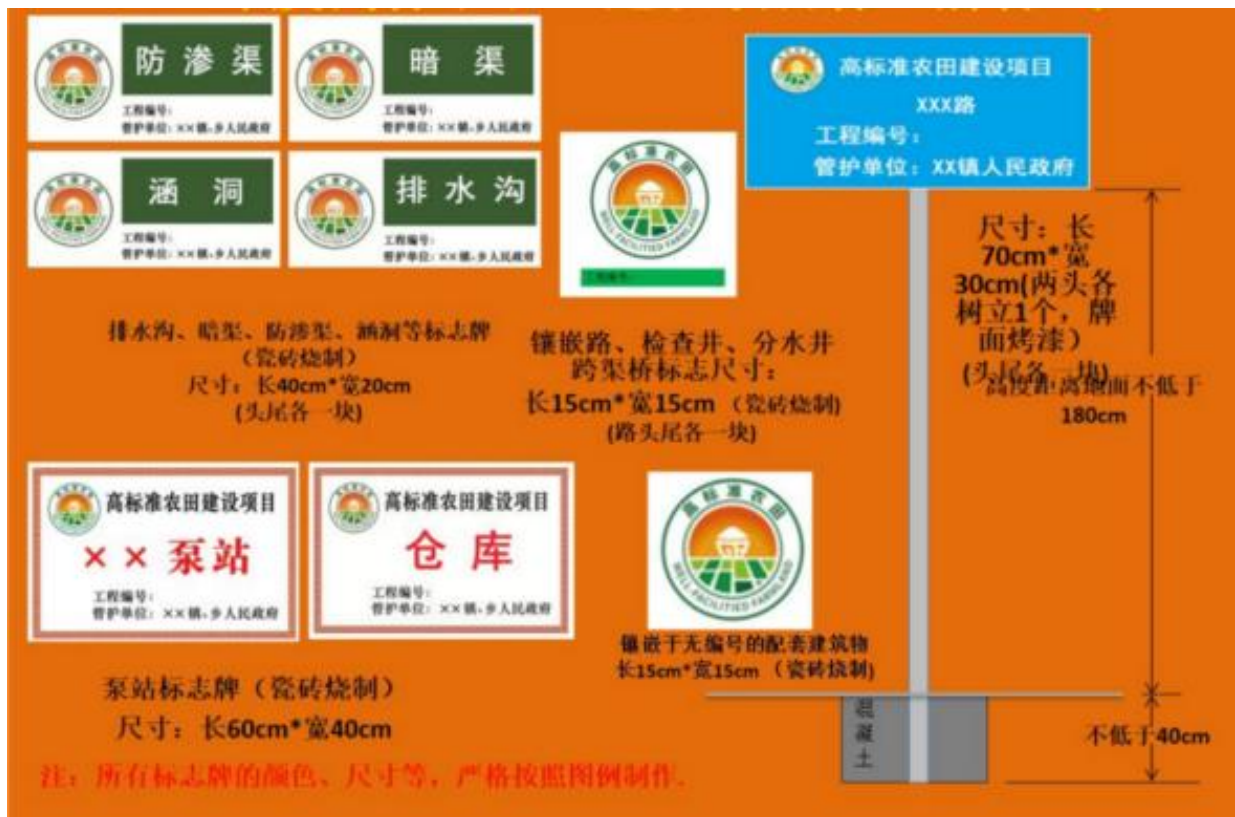 防渗渠
工程编号:
管护单位: ××镇、乡人民政府
暗渠
工程编号:
管护单位: ××镇、乡人民政府
涵洞
工程编号:
管护单位: ××镇、乡人民政府
排水沟
工程编号:
管护单位: ××镇、乡人民政府
排水沟、暗渠、防渗渠、涵洞等标志牌
（瓷砖烧制）
尺寸：长40cm*宽20cm
(头尾各一块)
高标准农田
WELL-FACILITIED FARMLAND
工程编号:
镶嵌路、检查井、分水井
跨渠桥标志尺寸：
长15cm*宽15cm （瓷砖烧制)
(路头尾各一块)
高标准农田建设项目
XXX路
工程编号：
管护单位：XX镇人民政府
尺寸：长
70cm*宽
30cm(两头各
树立1个，牌
面烤漆）
(头尾各一块)
高度距离地面不低于
180cm
高标准农田建设项目
××泵站
工程编号:
管护单位: ××镇、乡人民政府
高标准农田建设项目
仓库
工程编号:
管护单位: ××镇、乡人民政府
泵站标志牌（瓷砖烧制）
尺寸：长60cm*宽40cm
高标准农田
WELL-FACILITIED FARMLAND
镶嵌于无编号的配套建筑物
长15cm*宽15cm （瓷砖烧制)
混
凝
土
不低于40cm
注：所有标志牌的颜色、尺寸等，严格按照图例制作.